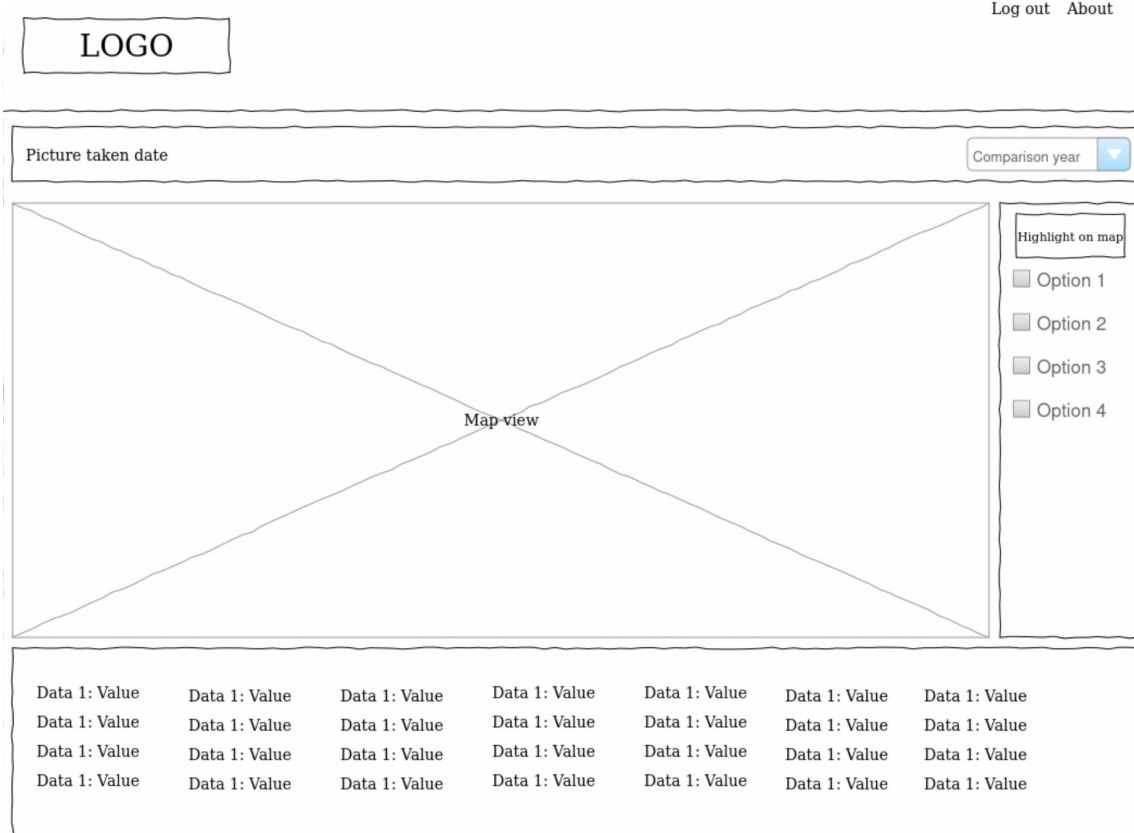 Log out About
LOGO
Picture taken date
Comparison year
Highlight on map
Option 1
Option 2
Option 3
Option 4
Map view
Data 1: Value Data 1: Value Data 1: Value Data 1: Value Data 1: Value Data 1: Value Data 1: Value
Data 1: Value Data 1: Value Data 1: Value Data 1: Value Data 1: Value Data 1: Value Data 1: Value
Data 1: Value Data 1: Value Data 1: Value Data 1: Value Data 1: Value Data 1: Value Data 1: Value
Data 1: Value Data 1: Value Data 1: Value Data 1: Value Data 1: Value Data 1: Value Data 1: Value